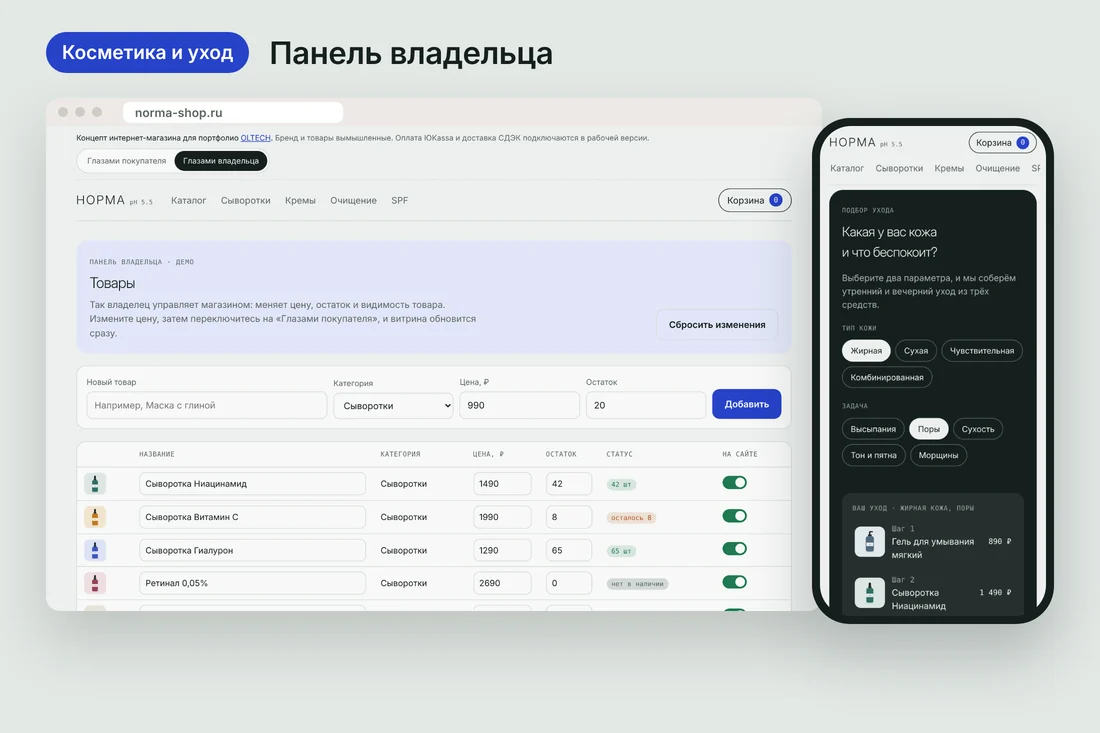 Косметика и уход Панель владельца
norma-shop.ru
Концепт интернет-магазина для портфолио OLTECH. Бренд и товары вымышленные. Оплата ЮKassa и доставка СДЭК подключаются в рабочей версии.
Глазами покупателя Глазами владельца
НОРМА pH 5.5 Каталог Сыворотки Кремы Очищение SPF Корзина 0
ПАНЕЛЬ ВЛАДЕЛЬЦА · ДЕМО
Товары
Так владелец управляет магазином: меняет цену, остаток и видимость товара.
Измените цену, затем переключитесь на «Глазами покупателя», и витрина обновится
сразу.
Сбросить изменения
Новый товар Категория Цена, ₽ Остаток
Например, Маска с глиной Сыворотки 990 20 Добавить
НАЗВАНИЕ КАТЕГОРИЯ ЦЕНА, ₽ ОСТАТОК СТАТУС НА САЙТЕ
Сыворотка Ниацинамид Сыворотки 1490 42 42 шт
Сыворотка Витамин C Сыворотки 1990 8 осталось 8
Сыворотка Гиалурон Сыворотки 1290 65 65 шт
Ретинал 0,05% Сыворотки 2690 0 нет в наличии
НОРМА pH 5.5 Корзина 0
Каталог Сыворотки Кремы Очищение SF
ПОДБОР УХОДА
Какая у вас кожа
и что беспокоит?
Выберите два параметра, и мы соберём
утренний и вечерний уход из трёх
средств.
ТИП КОЖИ
Жирная Сухая Чувствительная
Комбинированная
ЗАДАЧА
Высыпания Поры Сухость
Тон и пятна Морщины
ВАШ УХОД · ЖИРНАЯ КОЖА, ПОРЫ
Шаг 1
Гель для умывания 890 ₽
мягкий
Шаг 2
Сыворотка 1 490 ₽
Ниацинамид